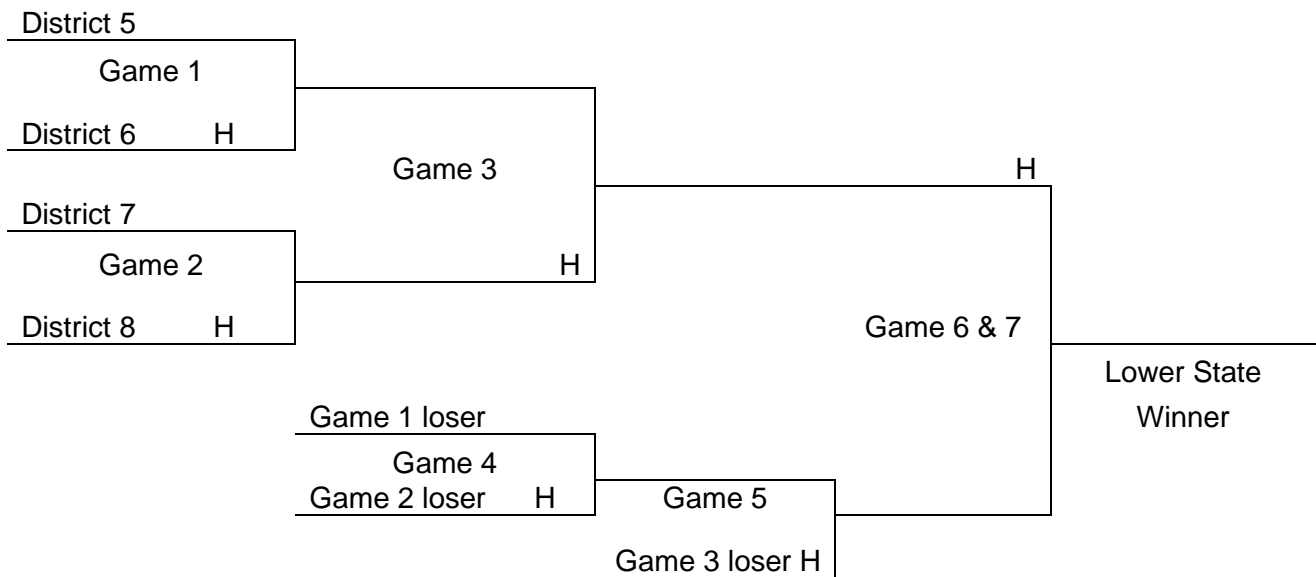 District 5
Game 1
District 6 H
Game 3
H
District 7
Game 2
H
District 8 H
Game 6 & 7
Lower State
Winner
Game 1 loser
Game 4
Game 2 loser H
Game 5
Game 3 loser H